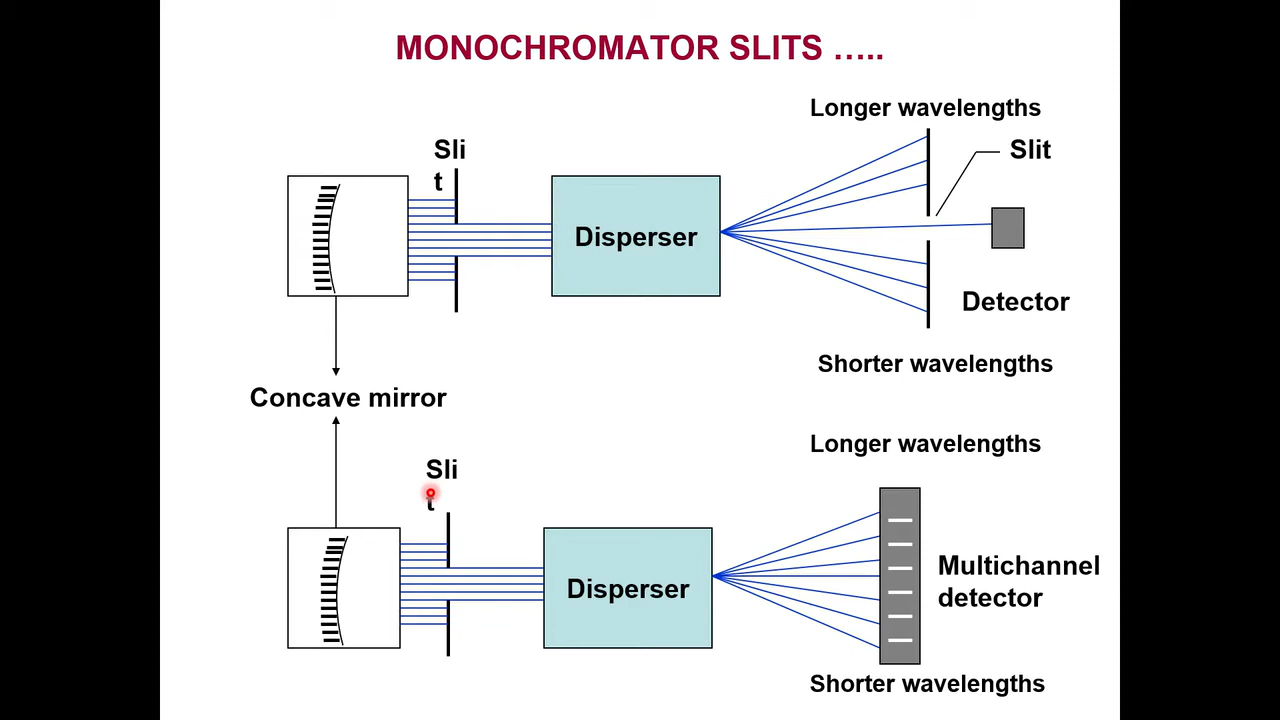 MONOCHROMATOR SLITS …..
Longer wavelengths
Sli
t
Slit
Disperser
Detector
Shorter wavelengths
Concave mirror
Longer wavelengths
Sli
t
Disperser
Multichannel
detector
Shorter wavelengths